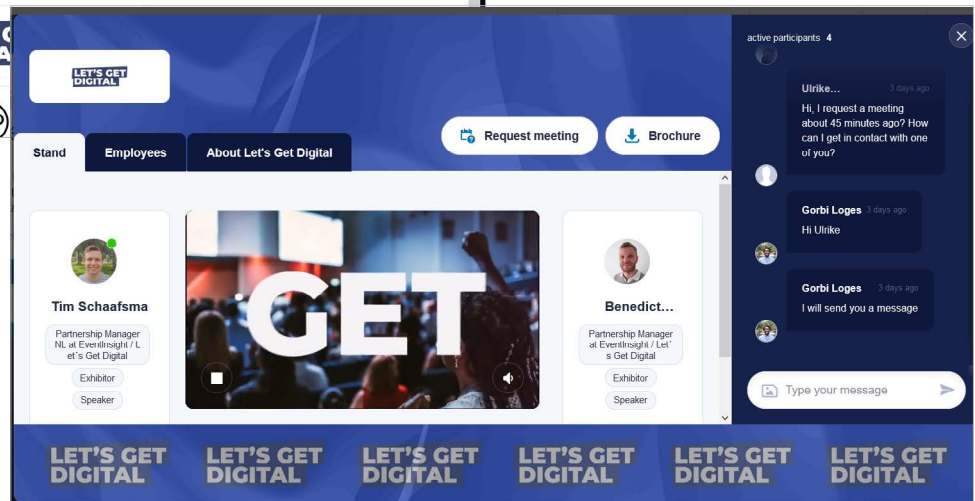 LET'S GET
DIGITAL
Request meeting
Brochure
Stand
Employees
About Let's Get Digital
Tim Schaafsma
Partnership Manager
NL at EventInsight / L
et´s Get Digital
Exhibitor
Speaker
GET
Benedict...
Partnership Manager
at EventInsight / Let´
s Get Digital
Exhibitor
Speaker
active participants 4
Ulrike... 3 days ago
Hi, I request a meeting
about 45 minutes ago? How
can I get in contact with one
of you?
Gorbi Loges 3 days ago
Hi Ulrike
Gorbi Loges 3 days ago
I will send you a message
Type your message
LET'S GET
DIGITAL
LET'S GET
DIGITAL
LET'S GET
DIGITAL
LET'S GET
DIGITAL
LET'S GET
DIGITAL
LET'S GET
DIGITAL